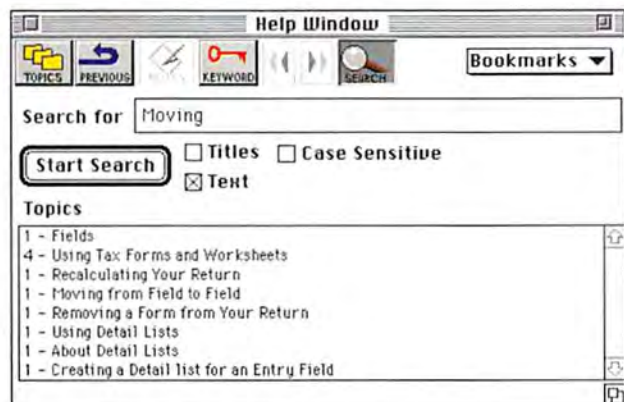 Help Window
TOPICS PREVIOUS KEYWORD SEARCH Bookmarks
Search for Moving
Start Search Titles Case Sensitive
Text
Topics
1 - Fields
4 - Using Tax Forms and Worksheets
1 - Recalculating Your Return
1 - Moving from Field to Field
1 - Removing a Form from Your Return
1 - Using Detail Lists
1 - About Detail Lists
1 - Creating a Detail list for an Entry Field